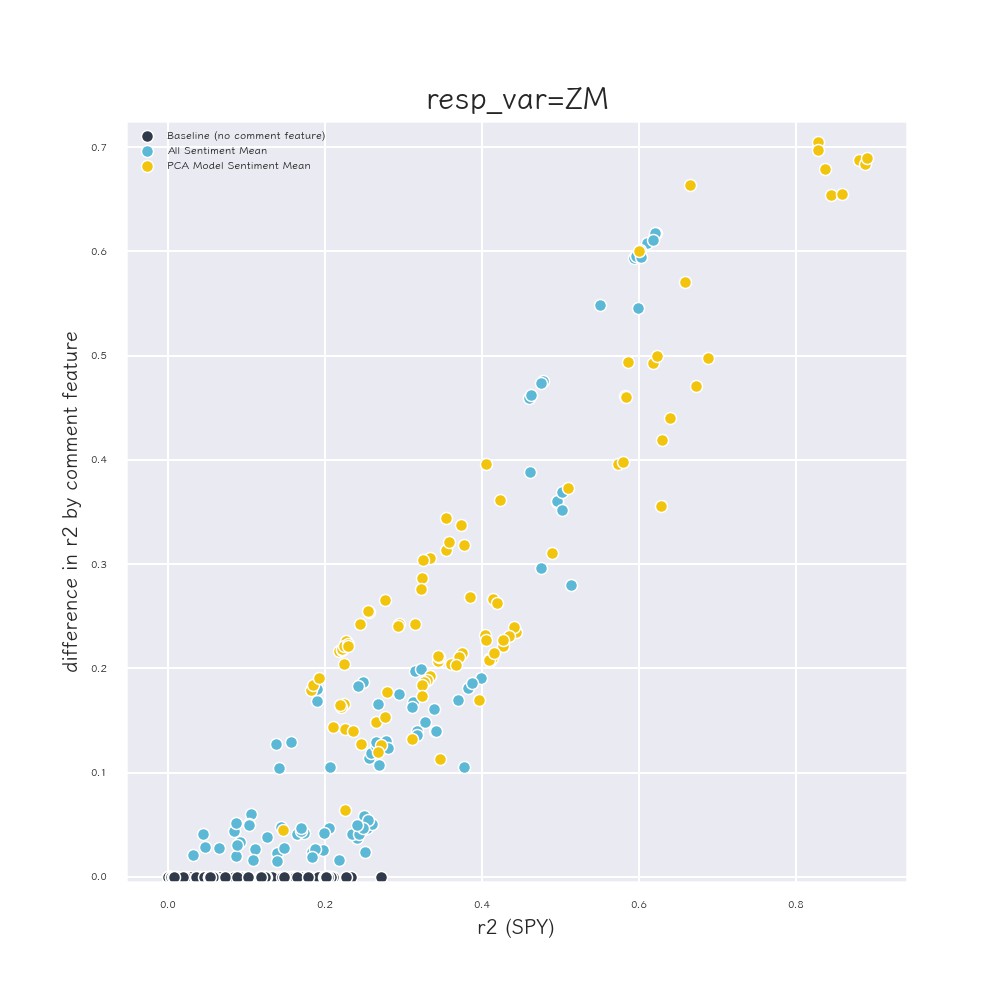 resp_var=ZM
Baseline (no comment feature)
All Sentiment Mean
PCA Model Sentiment Mean
difference in r2 by comment feature
0.7
0.6
0.5
0.4
0.3
0.2
0.1
0.0
0.0 0.2 0.4 0.6 0.8
r2 (SPY)